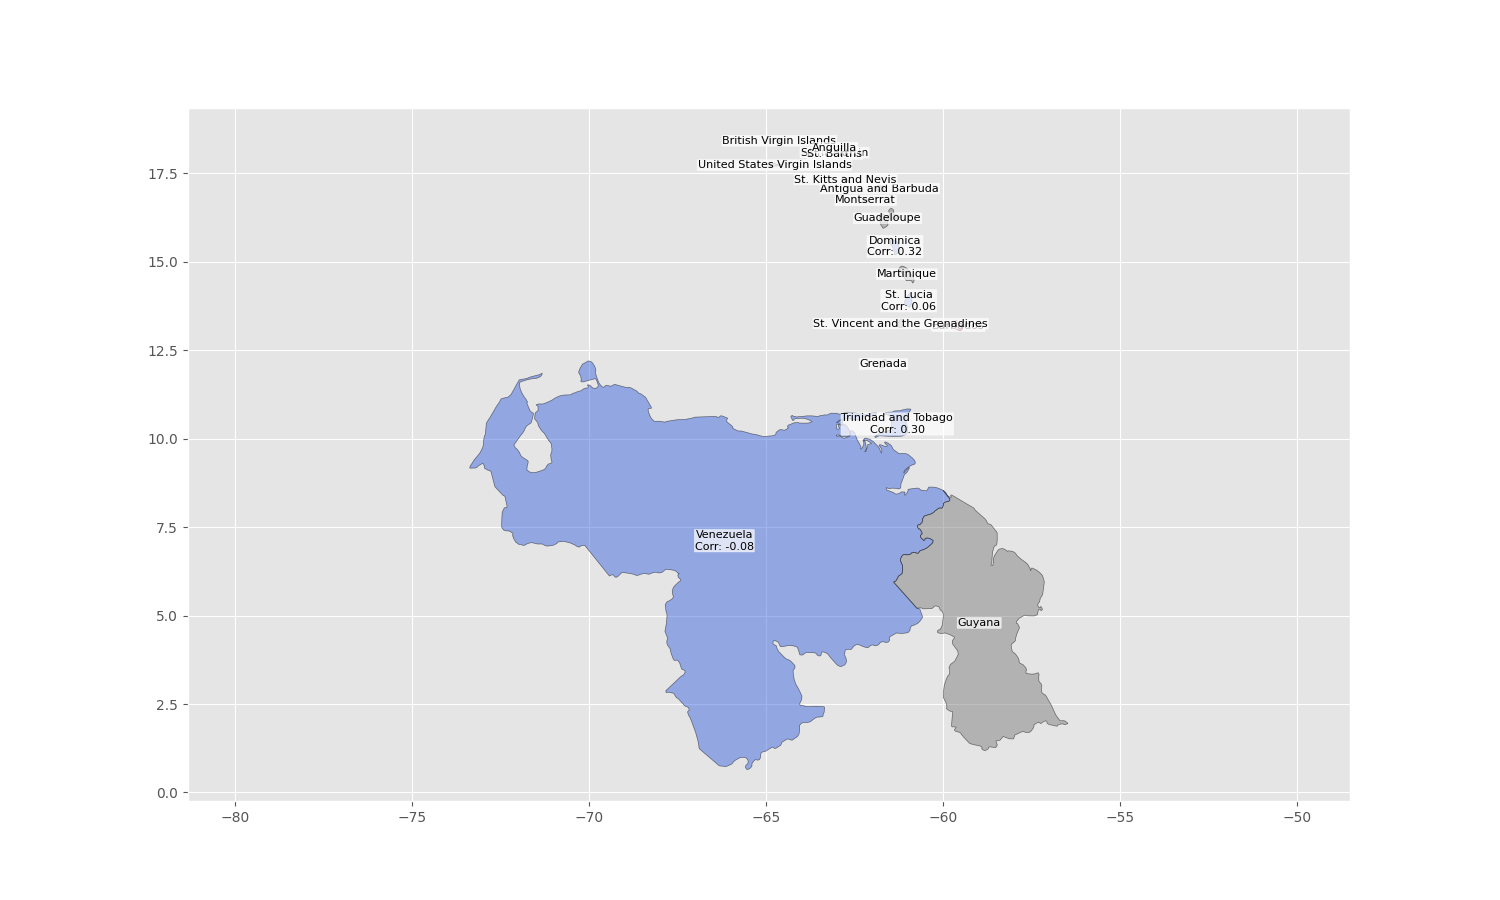 British Virgin Islands
Anguilla
St. Barths
United States Virgin Islands
St. Kitts and Nevis
Antigua and Barbuda
Montserrat
Guadeloupe
Dominica
Corr: 0.32
Martinique
St. Lucia
Corr: 0.06
St. Vincent and the Grenadines
Grenada
Trinidad and Tobago
Corr: 0.30
Venezuela
Corr: -0.08
Guyana
17.5
15.0
12.5
10.0
7.5
5.0
2.5
0.0
−80
−75
−70
−65
−60
−55
−50